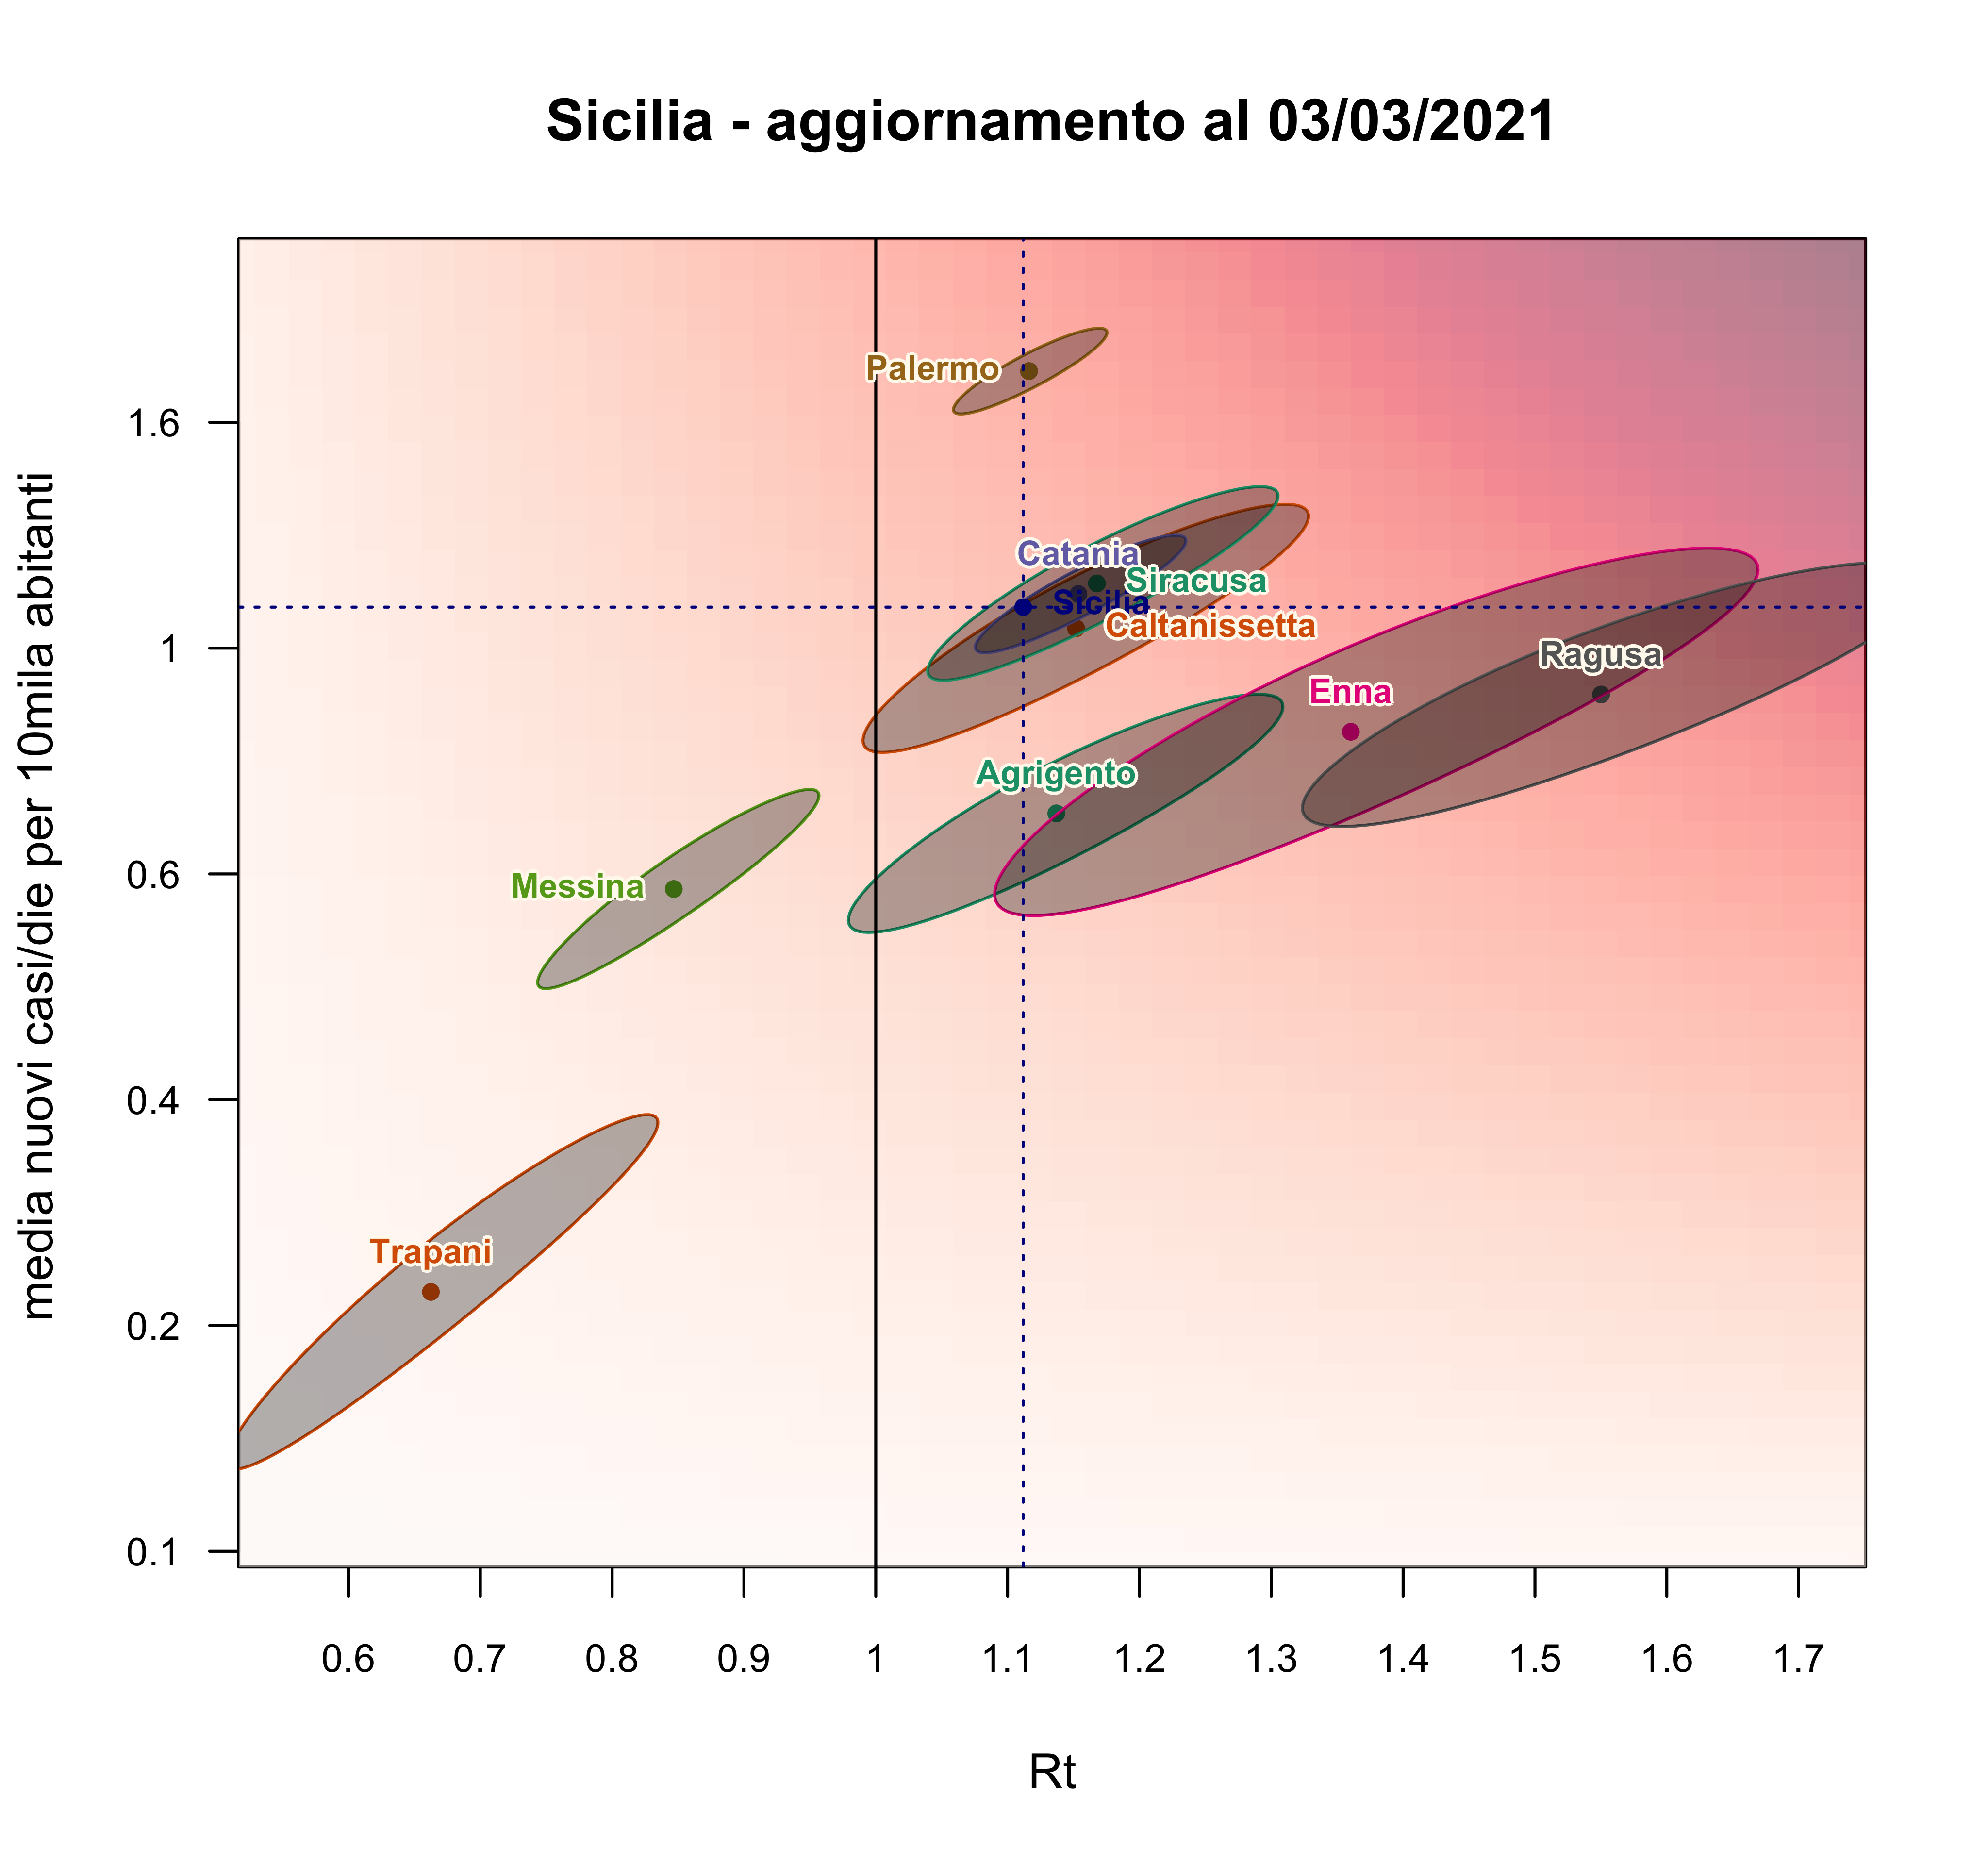 Sicilia - aggiornamento al 03/03/2021
media nuovi casi/die per 10mila abitanti
1.6
1
0.6
0.4
0.2
0.1
Palermo
Catania
Siracusa
Sicilia
Caltanissetta
Ragusa
Enna
Agrigento
Messina
Trapani
0.6 0.7 0.8 0.9 1 1.1 1.2 1.3 1.4 1.5 1.6 1.7
Rt